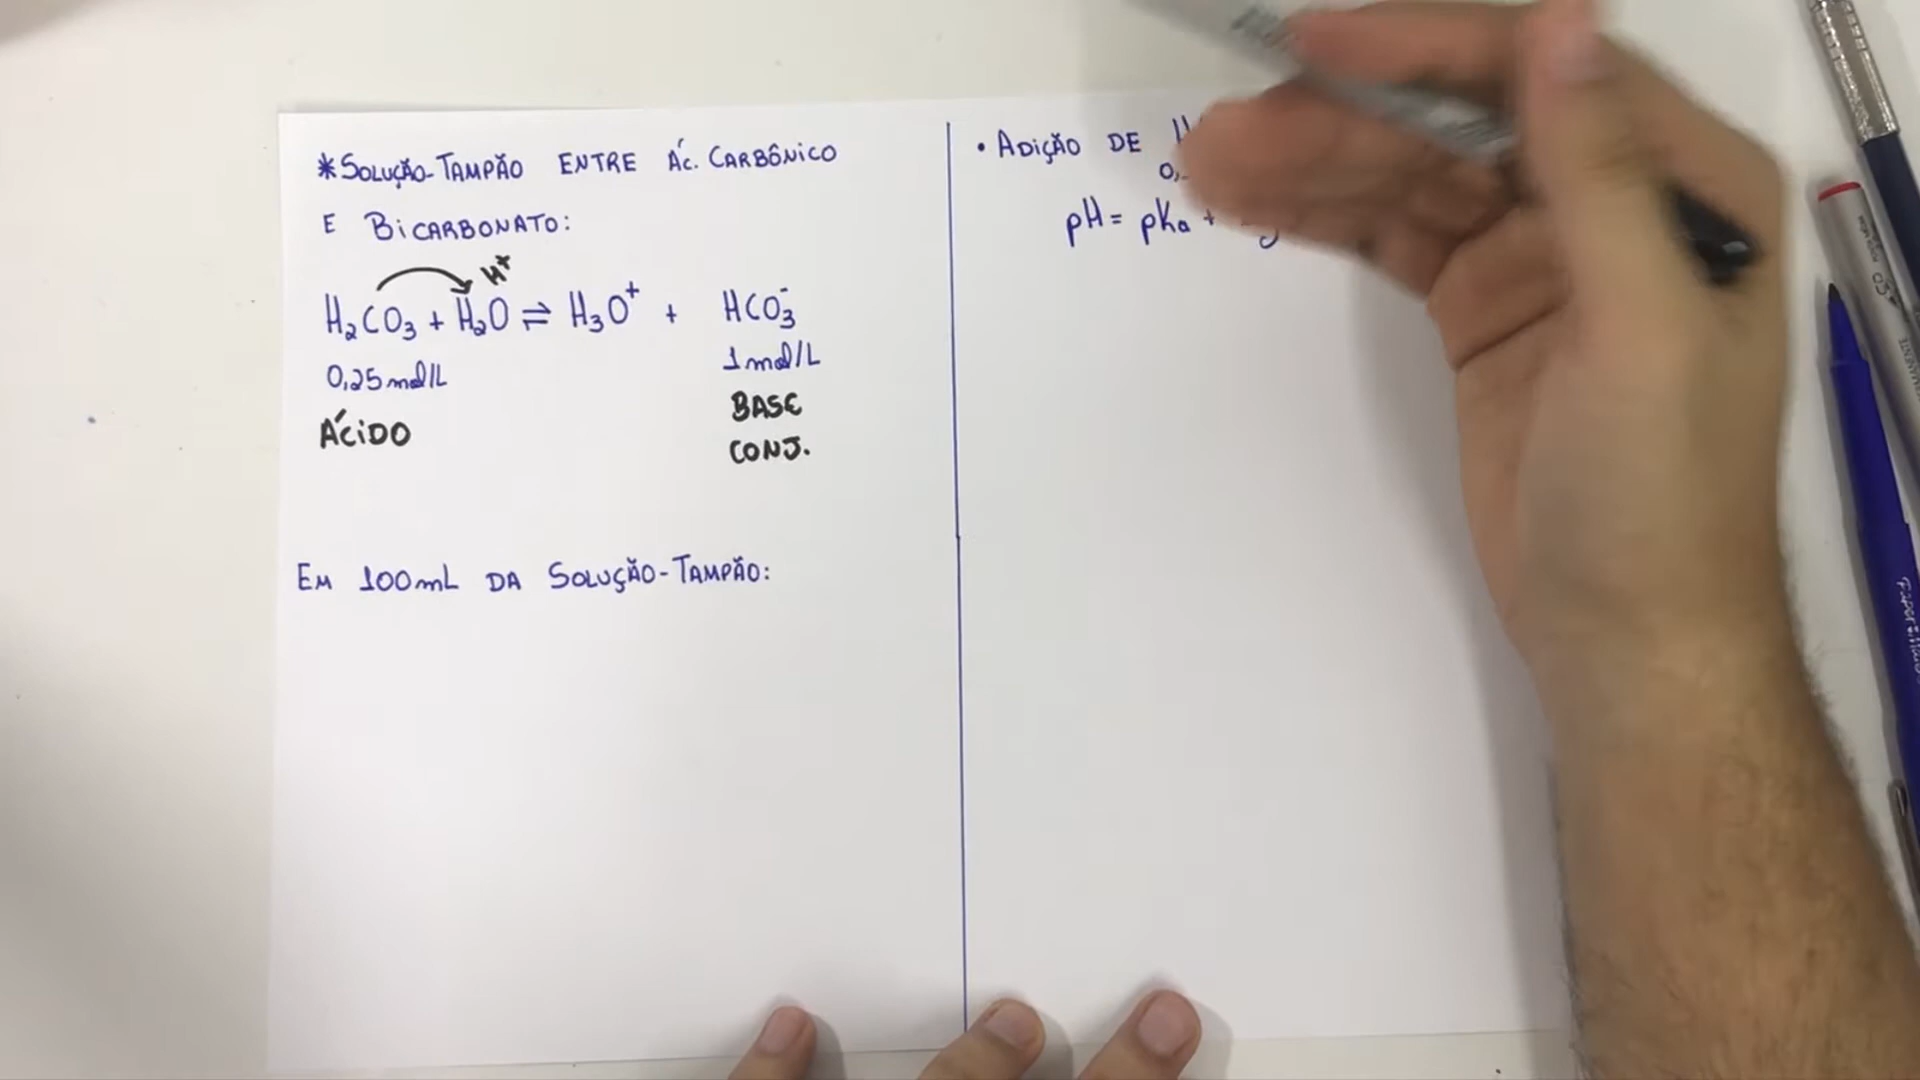 *SOLUÇÃO-TAMPÃO ENTRE ÁC. CARBÔNICO
E BICARBONATO:
H⁺
H₂CO₃ + H₂O ⇌ H₃O⁺ + HCO₃⁻
0,25 mol/L
1 mol/L
ÁCIDO
BASE
CONJ.
EM 100mL DA SOLUÇÃO-TAMPÃO:
• ADIÇÃO DE
0,
pH = pKa +